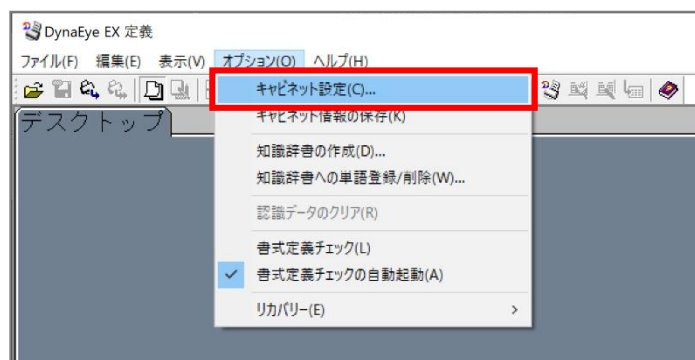 DynaEye EX 定義
ファイル(F) 編集(E) 表示(V) オプション(O) ヘルプ(H)
キャビネット設定(C)...
デスクトップ
キャビネット情報の保存(K)
知識辞書の作成(D)...
知識辞書への単語登録/削除(W)...
認識データのクリア(R)
書式定義チェック(L)
書式定義チェックの自動起動(A)
リカバリー(E)